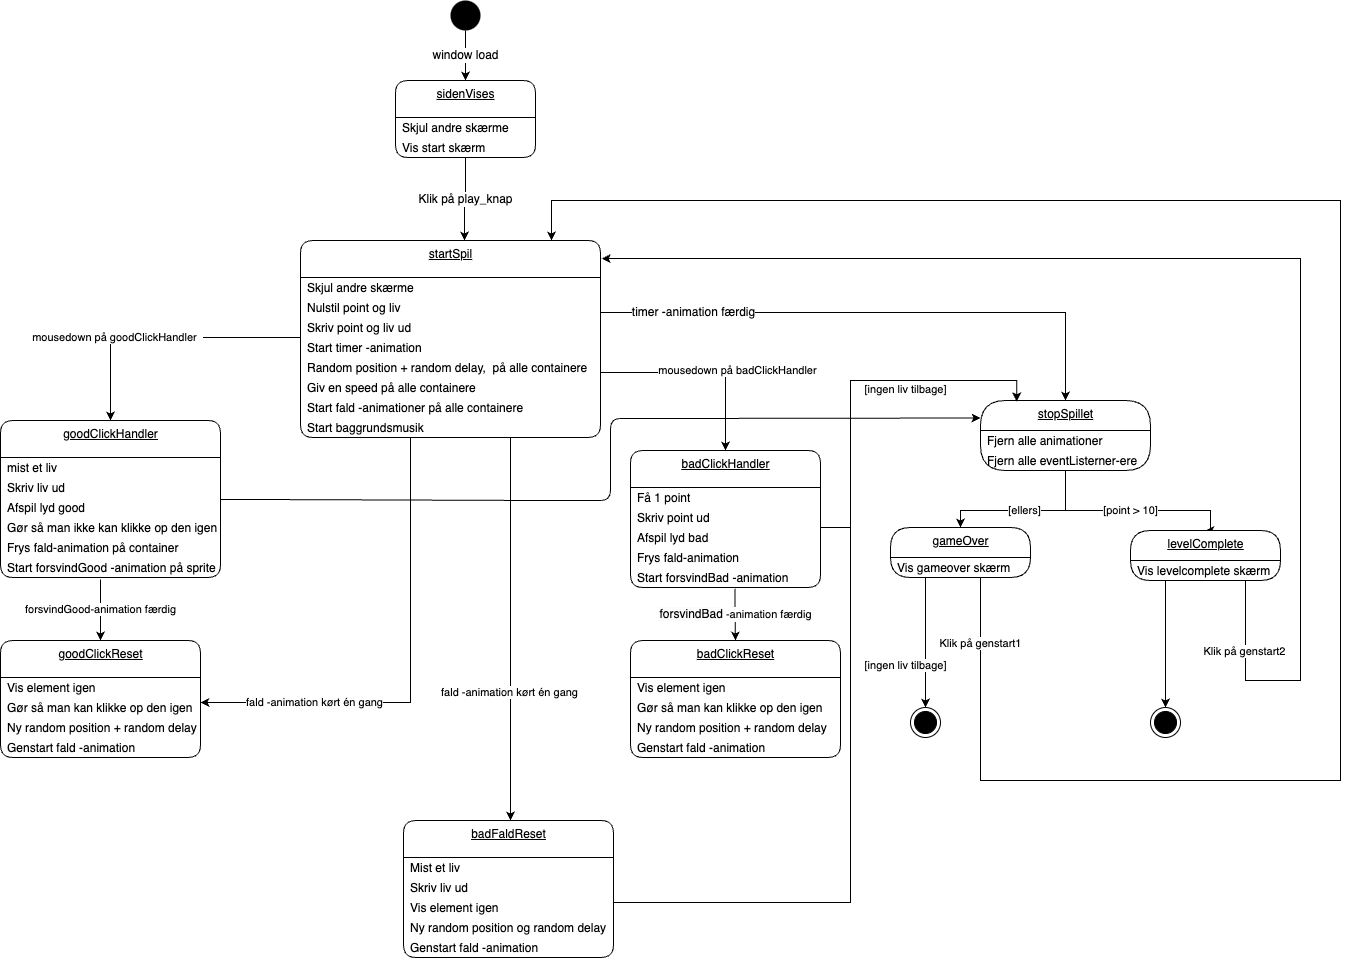 window load
sidenVises
Skjul andre skærme
Vis start skærm
Klik på play_knap
startSpil
Skjul andre skærme
Nulstil point og liv
Skriv point og liv ud
Start timer -animation
Random position + random delay,  på alle containere
Giv en speed på alle containere
Start fald -animationer på alle containere
Start baggrundsmusik
timer -animation færdig
mousedown på goodClickHandler
mousedown på badClickHandler
[ingen liv tilbage]
goodClickHandler
mist et liv
Skriv liv ud
Afspil lyd good
Gør så man ikke kan klikke op den igen
Frys fald-animation på container
Start forsvindGood -animation på sprite
badClickHandler
Få 1 point
Skriv point ud
Afspil lyd bad
Frys fald-animation
Start forsvindBad -animation
stopSpillet
Fjern alle animationer
Fjern alle eventListerner-ere
[ellers]
[point > 10]
gameOver
Vis gameover skærm
levelComplete
Vis levelcomplete skærm
forsvindGood-animation færdig
forsvindBad -animation færdig
goodClickReset
Vis element igen
Gør så man kan klikke op den igen
Ny random position + random delay
Genstart fald -animation
fald -animation kørt én gang
fald -animation kørt én gang
badClickReset
Vis element igen
Gør så man kan klikke op den igen
Ny random position + random delay
Genstart fald -animation
Klik på genstart1
[ingen liv tilbage]
Klik på genstart2
badFaldReset
Mist et liv
Skriv liv ud
Vis element igen
Ny random position og random delay
Genstart fald -animation